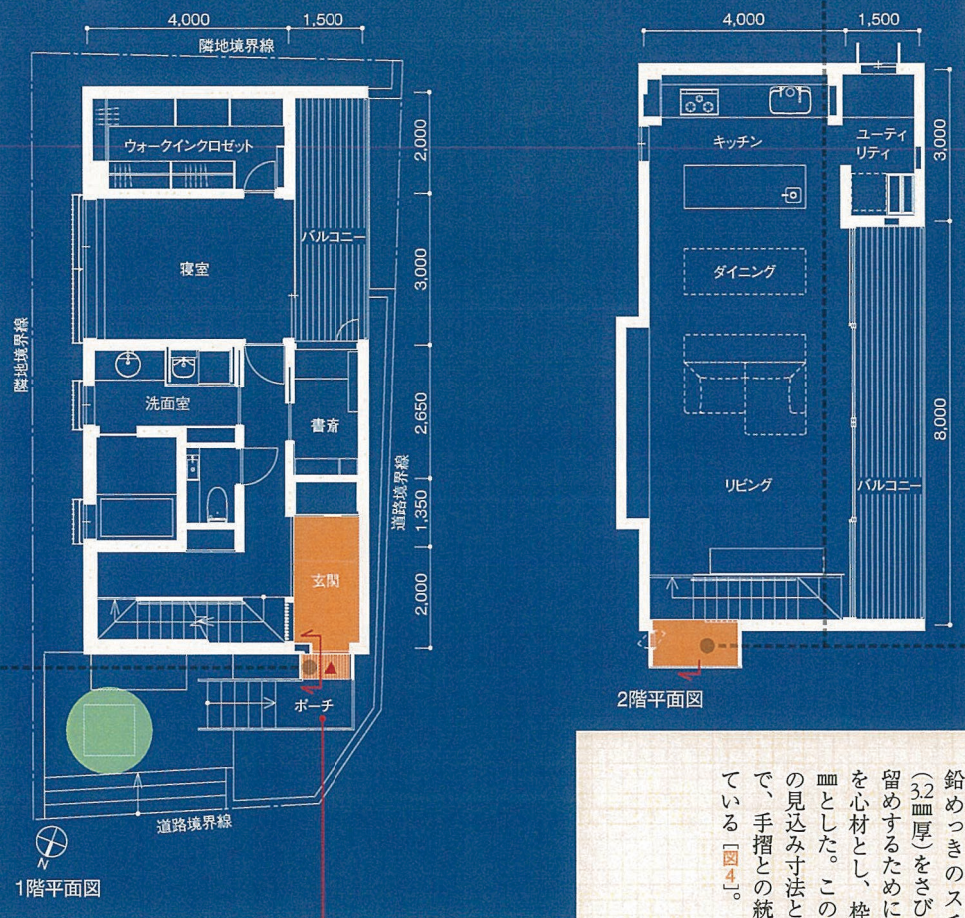 4,000
1,500
隣地境界線
ウォークインクロゼット
2,000
バルコニー
寝室
3,000
隣地境界線
洗面室
書斎
2,650
道路境界線
1,350
玄関
2,000
ポーチ
道路境界線
N
1階平面図
4,000
1,500
キッチン
ユーティ
リティ
3,000
ダイニング
リビング
バルコニー
8,000
2階平面図
鉛めっきのス
(3.2㎜厚)をさび
留めするために
を心材とし、枠
㎜とした。この
の見込み寸法と
で、手摺との統
ている[図4]。